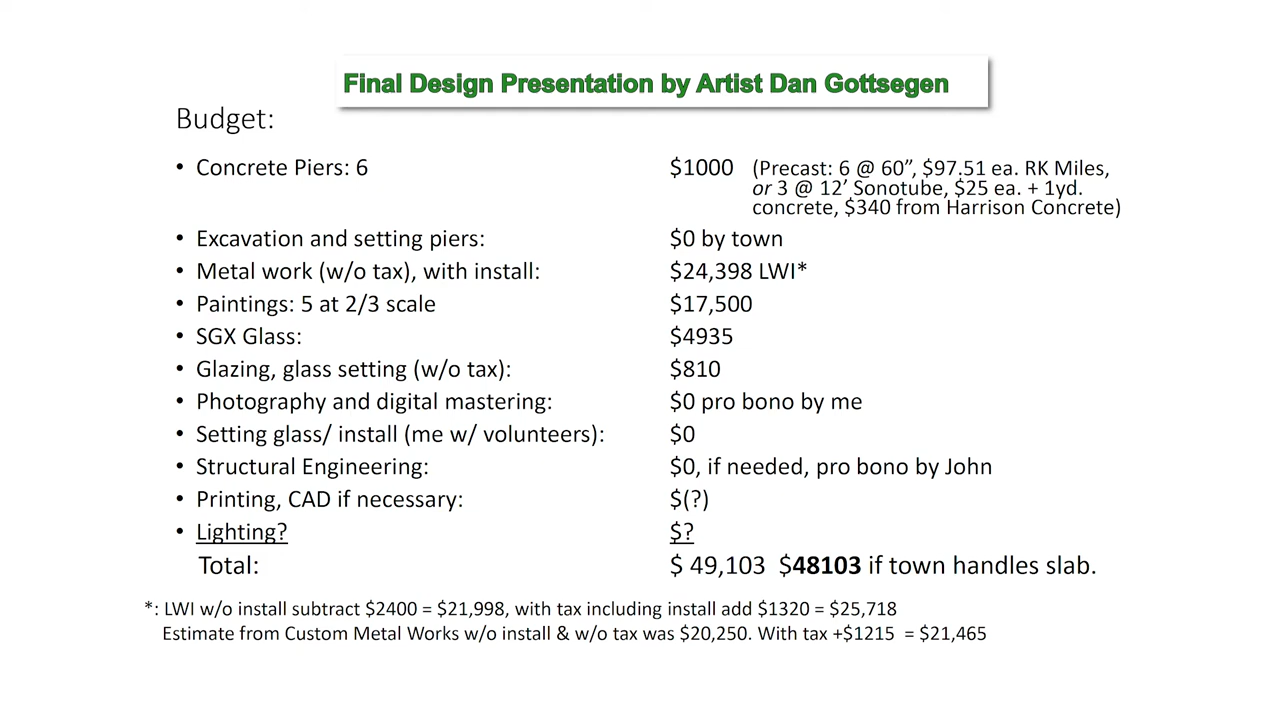 Final Design Presentation by Artist Dan Gottsegen
Budget:
• Concrete Piers: 6 $1000 (Precast: 6 @ 60”, $97.51 ea. RK Miles,
or 3 @ 12’ Sonotube, $25 ea. + 1yd.
concrete, $340 from Harrison Concrete)
• Excavation and setting piers: $0 by town
• Metal work (w/o tax), with install: $24,398 LWI*
• Paintings: 5 at 2/3 scale $17,500
• SGX Glass: $4935
• Glazing, glass setting (w/o tax): $810
• Photography and digital mastering: $0 pro bono by me
• Setting glass/ install (me w/ volunteers): $0
• Structural Engineering: $0, if needed, pro bono by John
• Printing, CAD if necessary: $(?)
• Lighting? $?
Total: $ 49,103 $48103 if town handles slab.
*: LWI w/o install subtract $2400 = $21,998, with tax including install add $1320 = $25,718
Estimate from Custom Metal Works w/o install & w/o tax was $20,250. With tax +$1215 = $21,465